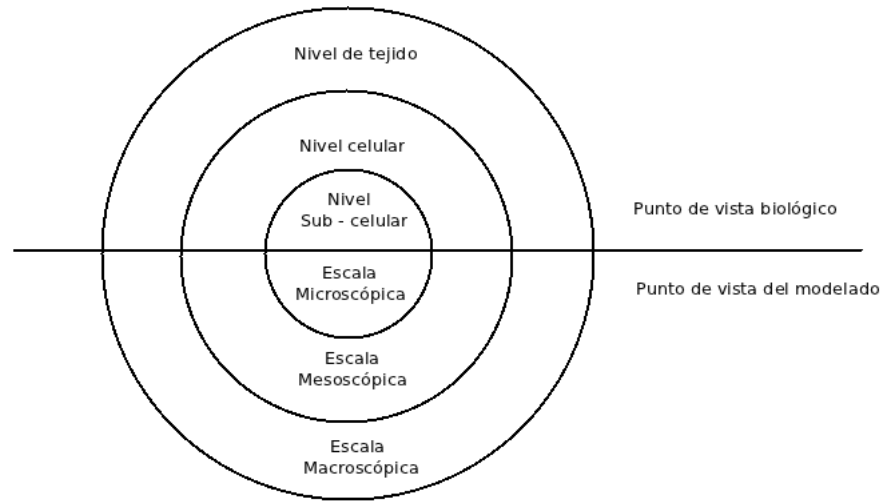 Nivel de tejido
Nivel celular
Nivel
Sub - celular
Punto de vista biológico
Escala
Microscópica
Punto de vista del modelado
Escala
Mesoscópica
Escala
Macroscópica